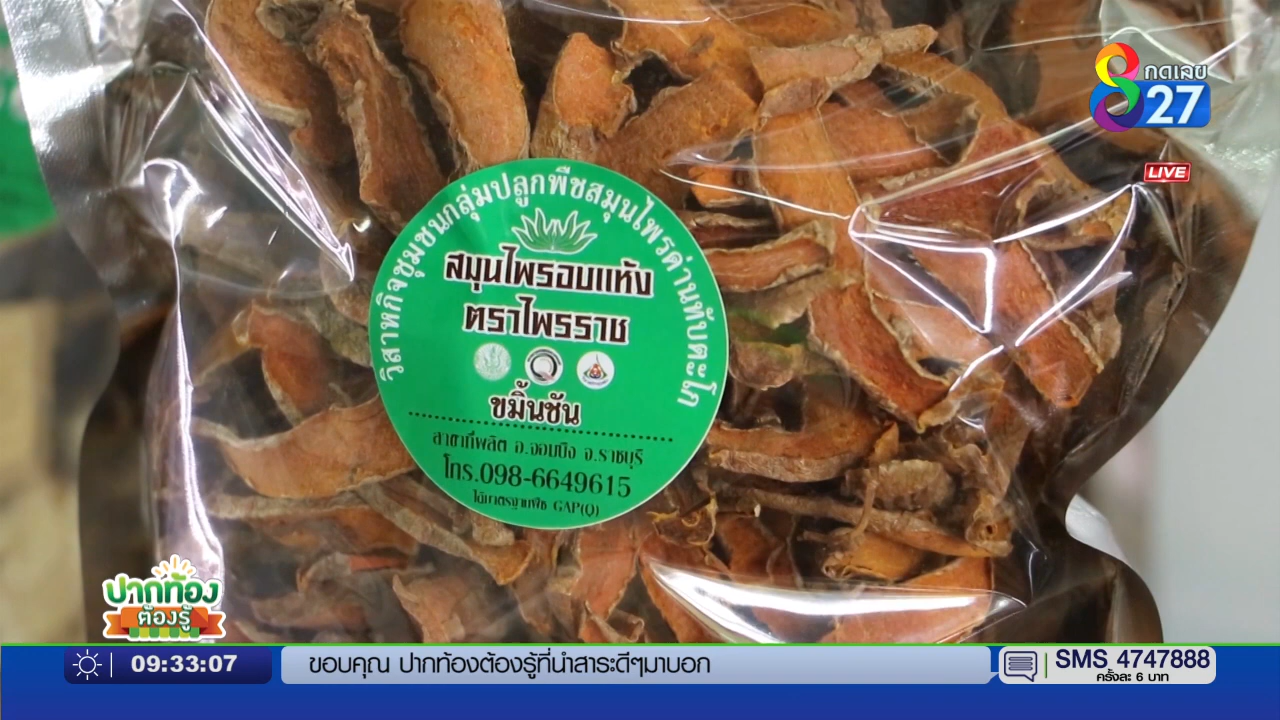 กดเลข
8 27
LIVE
วิสาหกิจชุมชนกลุ่มปลูกพืชสมุนไพรด่านทับตะโก
สมุนไพรอบแห้ง
ตราไพรราช
ขมิ้นชัน
สาขาที่ผลิต อ.จอมบึง จ.ราชบุรี
โทร.098-6649615
ได้มาตรฐานพืช GAP(Q)
ปากท้อง
ต้องรู้
09:33:07
ขอบคุณ ปากท้องต้องรู้ที่นำสาระดีๆมาบอก
SMS 4747888
ครั้งละ 6 บาท